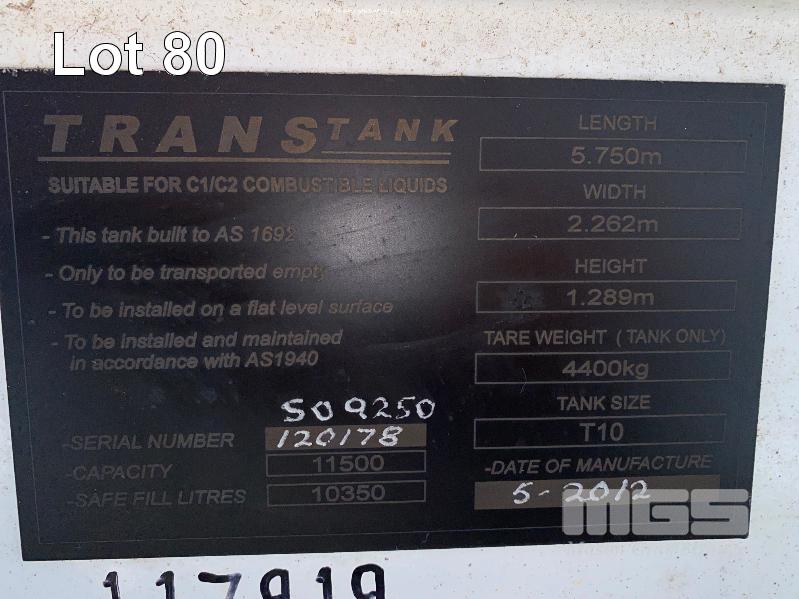 Lot 80
TRANSTANK
SUITABLE FOR C1/C2 COMBUSTIBLE LIQUIDS
- This tank built to AS 1692
- Only to be transported empty
- To be installed on a flat level surface
- To be installed and maintained
in accordance with AS1940
SO9250
-SERIAL NUMBER 120178
-CAPACITY 11500
-SAFE FILL LITRES 10350
LENGTH
5.750m
WIDTH
2.262m
HEIGHT
1.289m
TARE WEIGHT ( TANK ONLY)
4400kg
TANK SIZE
T10
-DATE OF MANUFACTURE
5-2012
MGS
117919